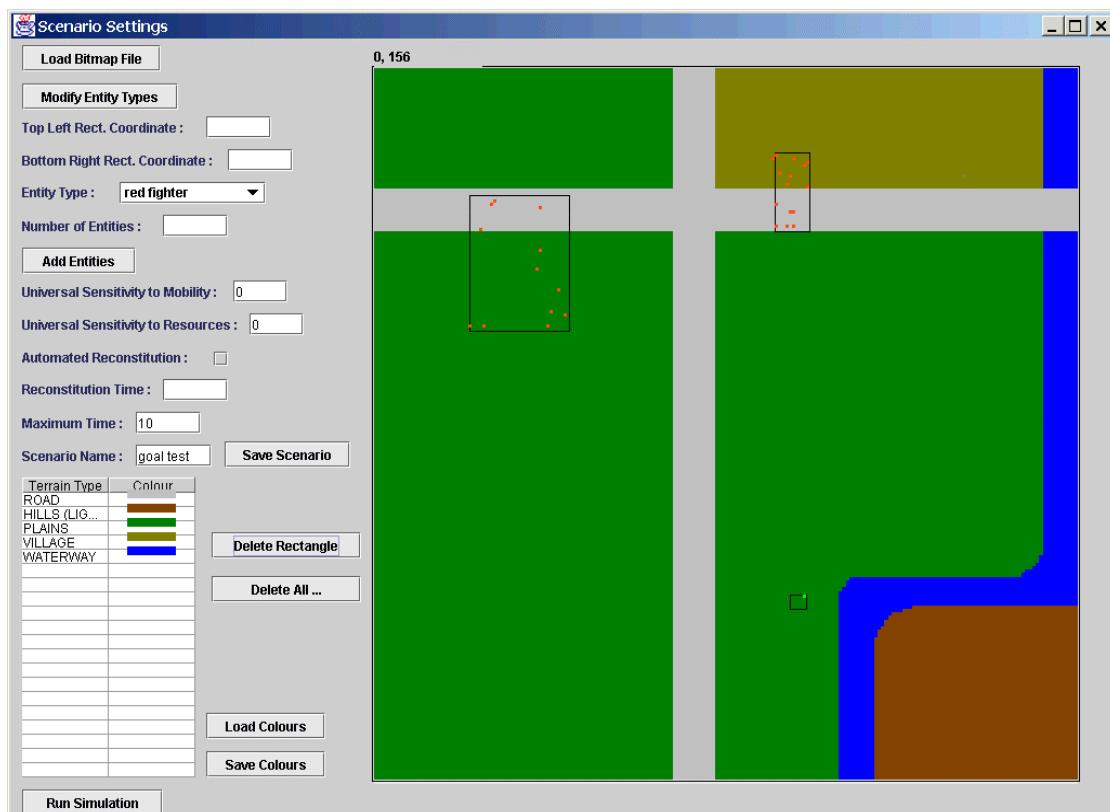 Scenario Settings
Load Bitmap File
0, 156
Modify Entity Types
Top Left Rect. Coordinate :
Bottom Right Rect. Coordinate :
Entity Type : red fighter
Number of Entities :
Add Entities
Universal Sensitivity to Mobility : 0
Universal Sensitivity to Resources : 0
Automated Reconstitution :
Reconstitution Time :
Maximum Time : 10
Scenario Name : goal test Save Scenario
Terrain Type Colour
ROAD
HILLS (LIG...
PLAINS
VILLAGE
WATERWAY
Delete Rectangle
Delete All ...
Load Colours
Save Colours
Run Simulation